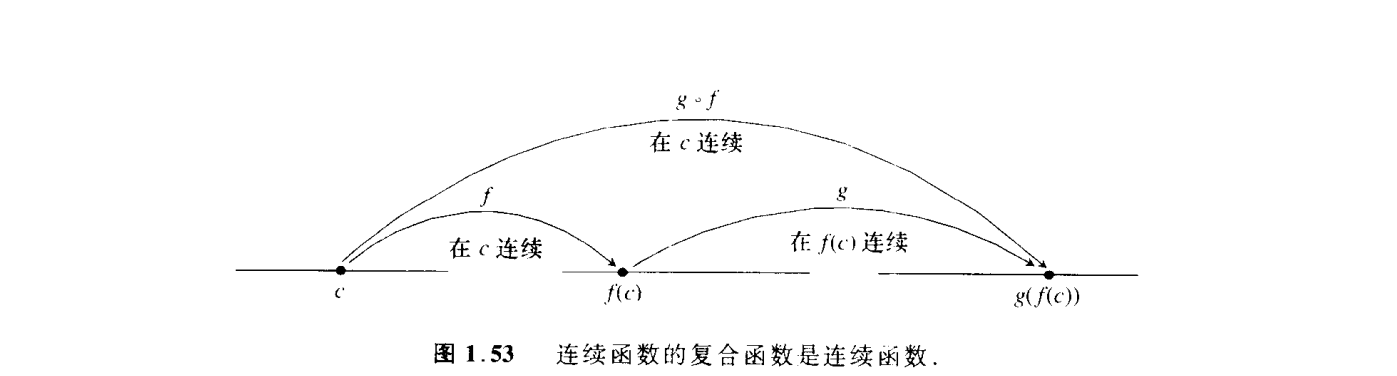 g∘f
在 c 连续
f
g
在 c 连续
在 f(c) 连续
c
f(c)
g(f(c))
图 1.53 连续函数的复合函数是连续函数.